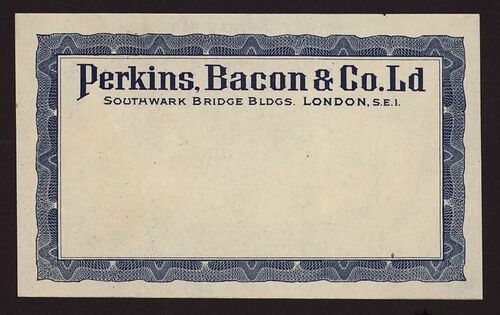 Perkins, Bacon & Co. Ld
SOUTHWARK BRIDGE BLDGS. LONDON, S.E.1.